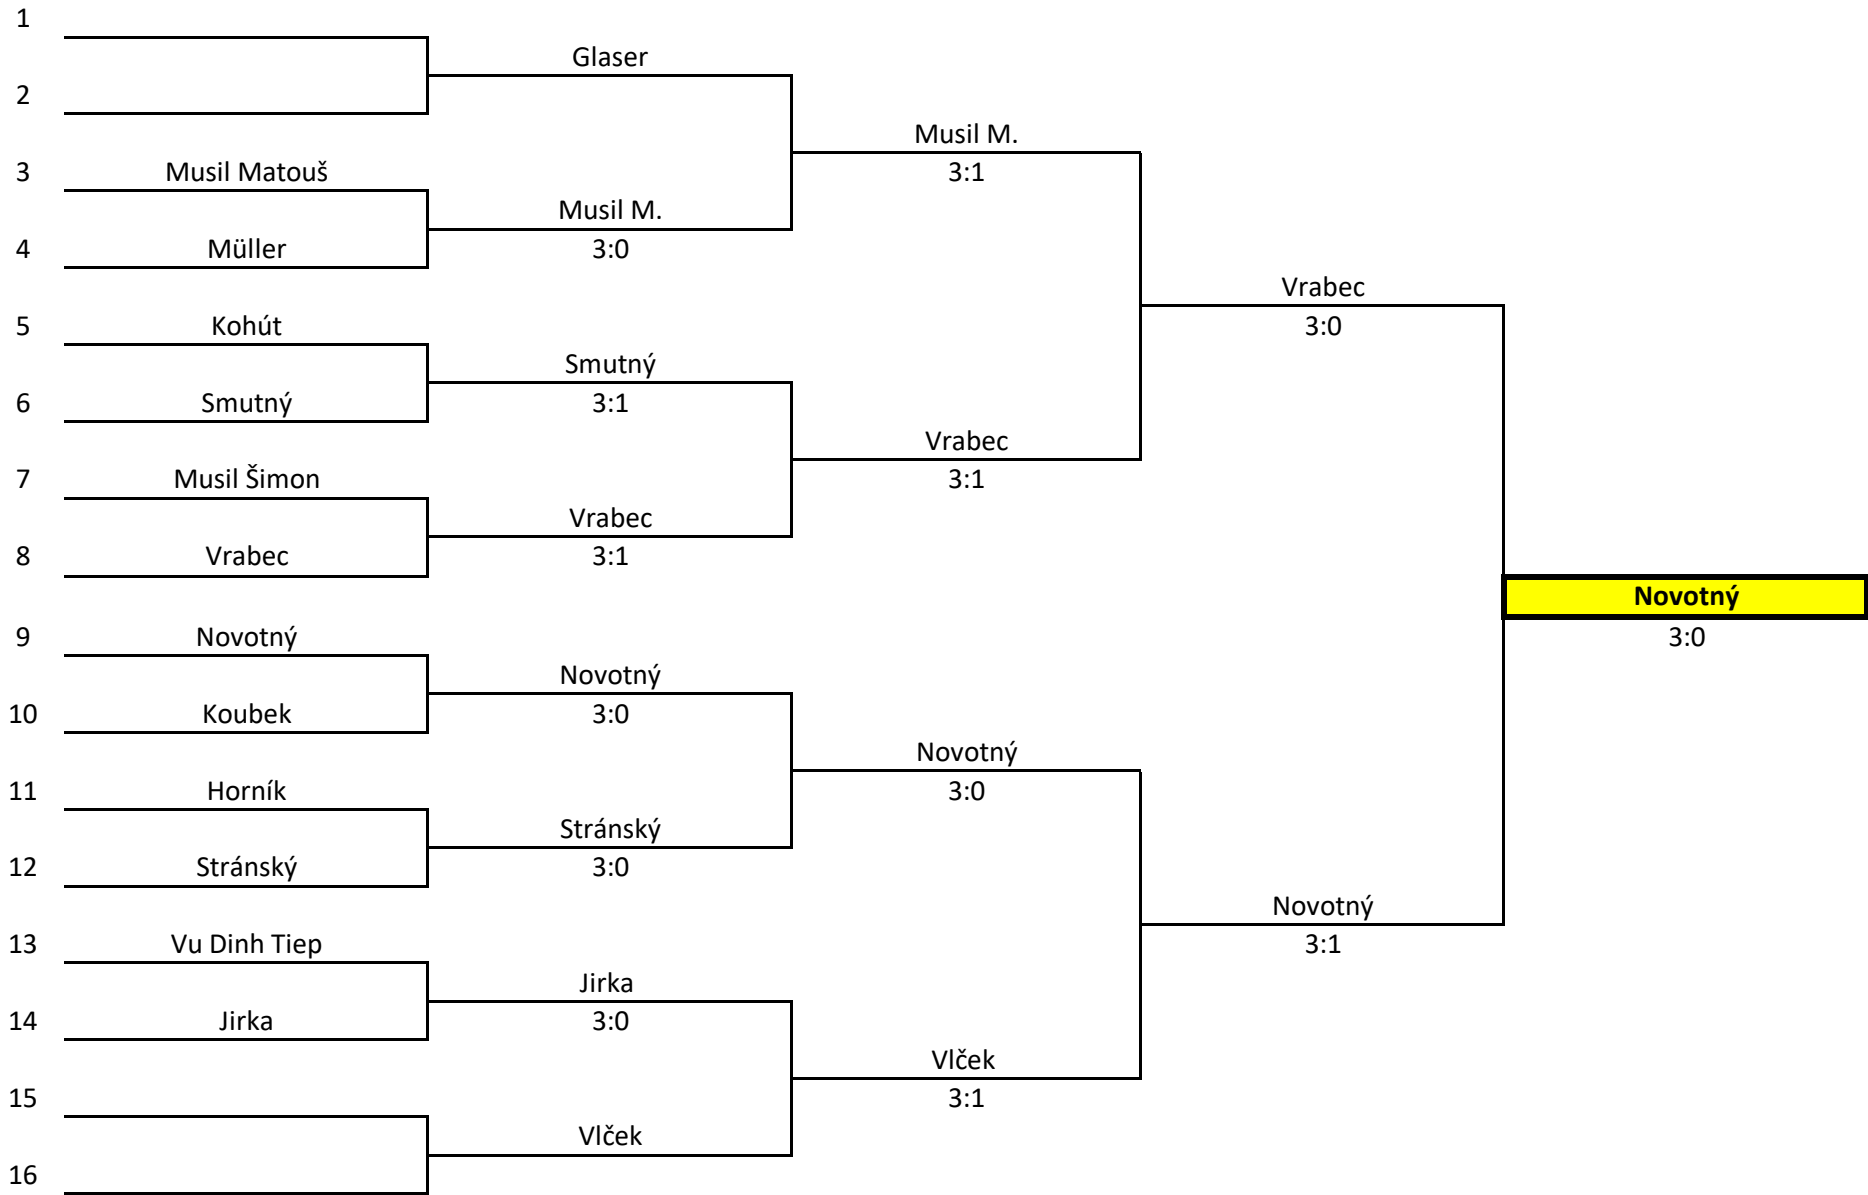 1
Glaser
2
Musil M.
3 Musil Matouš 3:1
Musil M.
4 Müller 3:0
Vrabec
5 Kohút 3:0
Smutný
6 Smutný 3:1
Vrabec
7 Musil Šimon 3:1
Vrabec
8 Vrabec 3:1
Novotný
9 Novotný 3:0
Novotný
10 Koubek 3:0
Novotný
11 Horník 3:0
Stránský
12 Stránský 3:0
Novotný
13 Vu Dinh Tiep 3:1
Jirka
14 Jirka 3:0
Vlček
15 3:1
Vlček
16